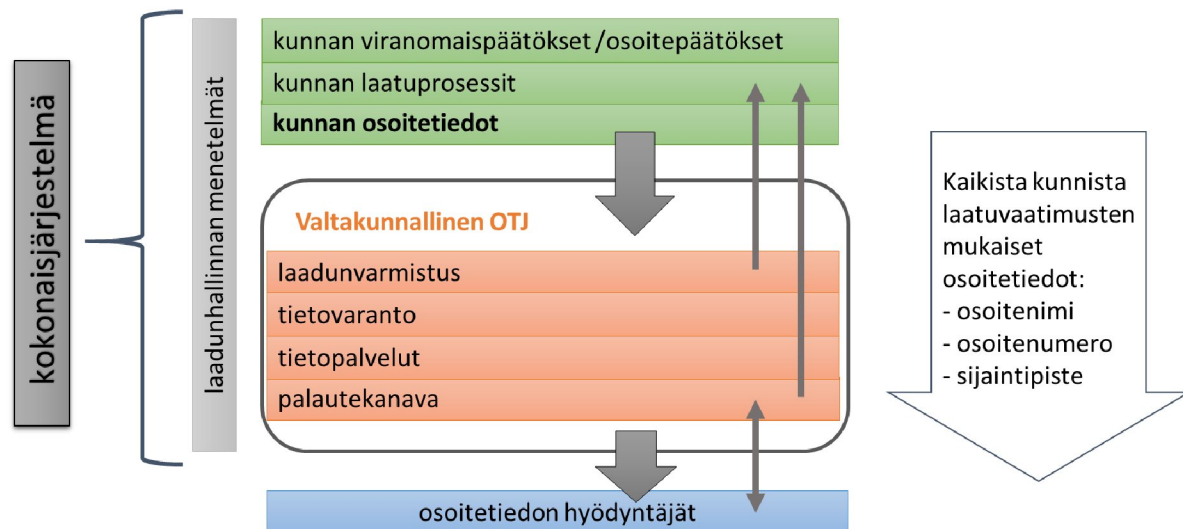 kokonaisjärjestelmä
laadunhallinnan menetelmät
kunnan viranomaispäätökset/osoitepäätökset
kunnan laatuprosessit
kunnan osoitetiedot
Valtakunnallinen OTJ
laadunvarmistus
tietovaranto
tietopalvelut
palautekanava
osoitetiedon hyödyntäjät
Kaikista kunnista
laatuvaatimusten
mukaiset
osoitetiedot:
- osoitenimi
- osoitenumero
- sijaintipiste